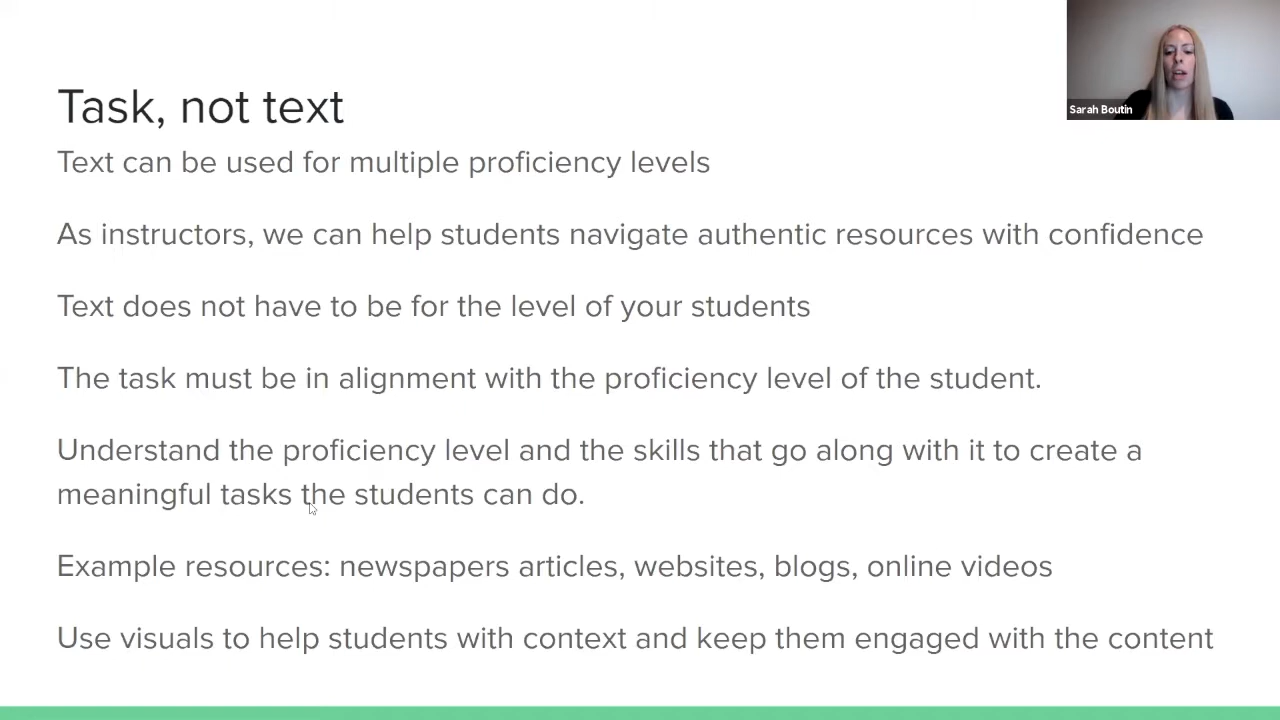 Task, not text
Sarah Boutin
Text can be used for multiple proficiency levels
As instructors, we can help students navigate authentic resources with confidence
Text does not have to be for the level of your students
The task must be in alignment with the proficiency level of the student.
Understand the proficiency level and the skills that go along with it to create a
meaningful tasks the students can do.
Example resources: newspapers articles, websites, blogs, online videos
Use visuals to help students with context and keep them engaged with the content